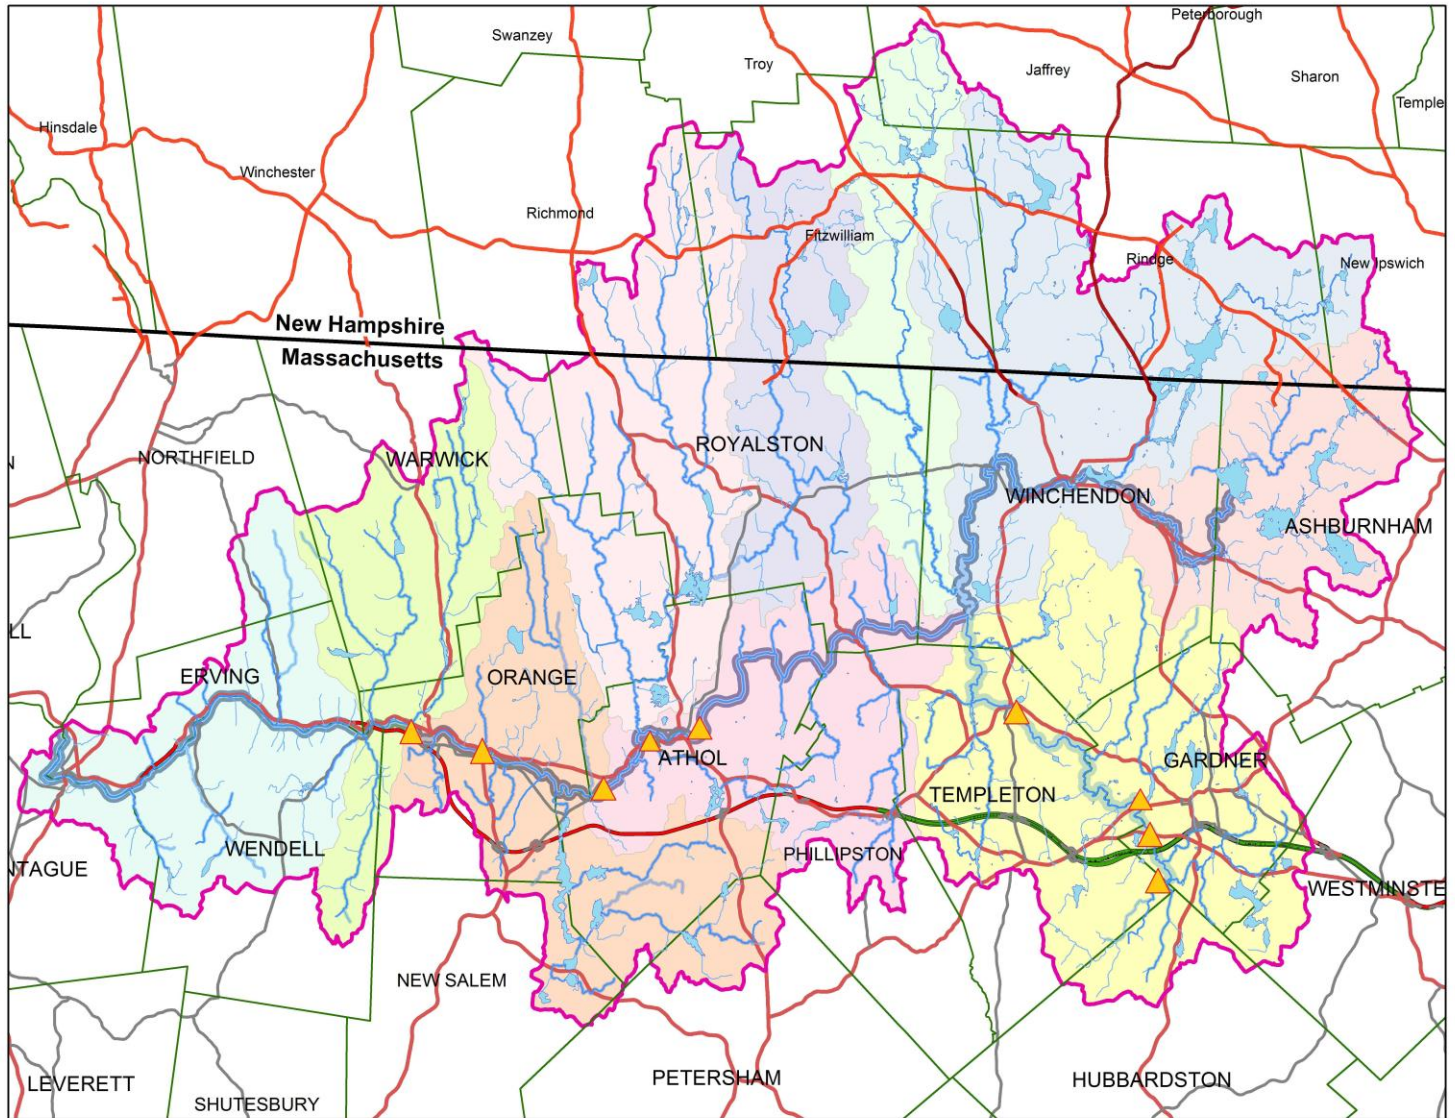 Peterborough
Swanzey
Troy
Jaffrey
Sharon
Temple
Hinsdale
Winchester
Richmond
Fitzwilliam
Rindge
New Ipswich
New Hampshire
Massachusetts
ROYALSTON
NORTHFIELD
WARWICK
N
WINCHENDON
ASHBURNHAM
LL
ERVING
ORANGE
ATHOL
GARDNER
TEMPLETON
WENDELL
PHILLIPSTON
NTAGUE
WESTMINSTE
NEW SALEM
PETERSHAM
HUBBARDSTON
LEVERETT
SHUTESBURY